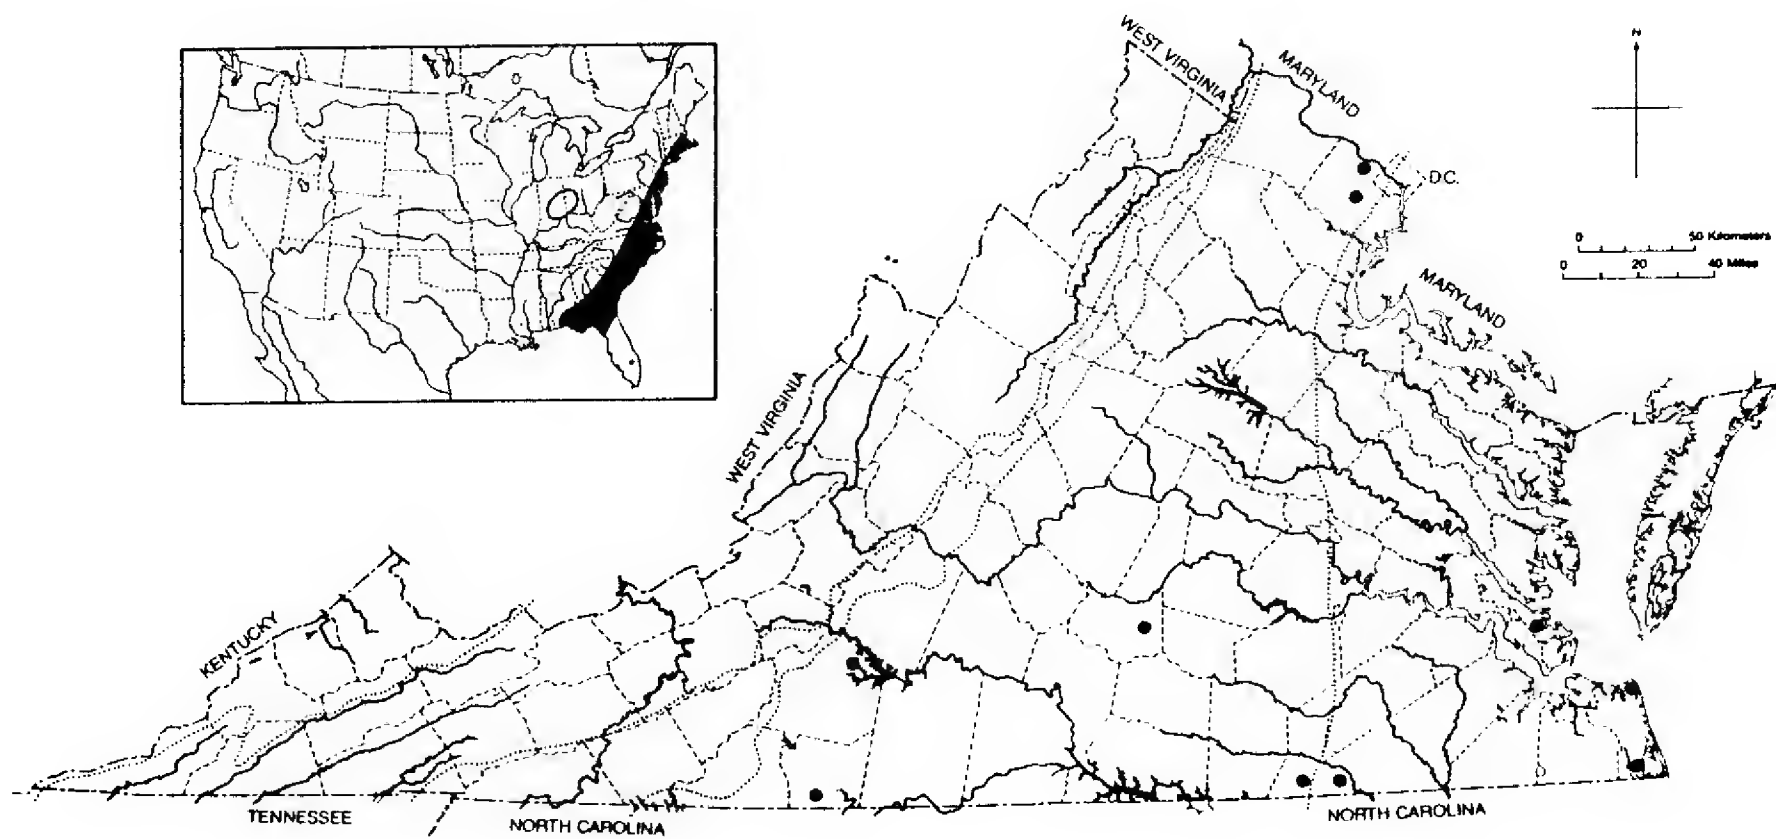 WEST VIRGINIA
MARYLAND
N
D.C.
0 50 Kilometers
0 20 40 Miles
MARYLAND
WEST VIRGINIA
KENTUCKY
TENNESSEE
NORTH CAROLINA
NORTH CAROLINA